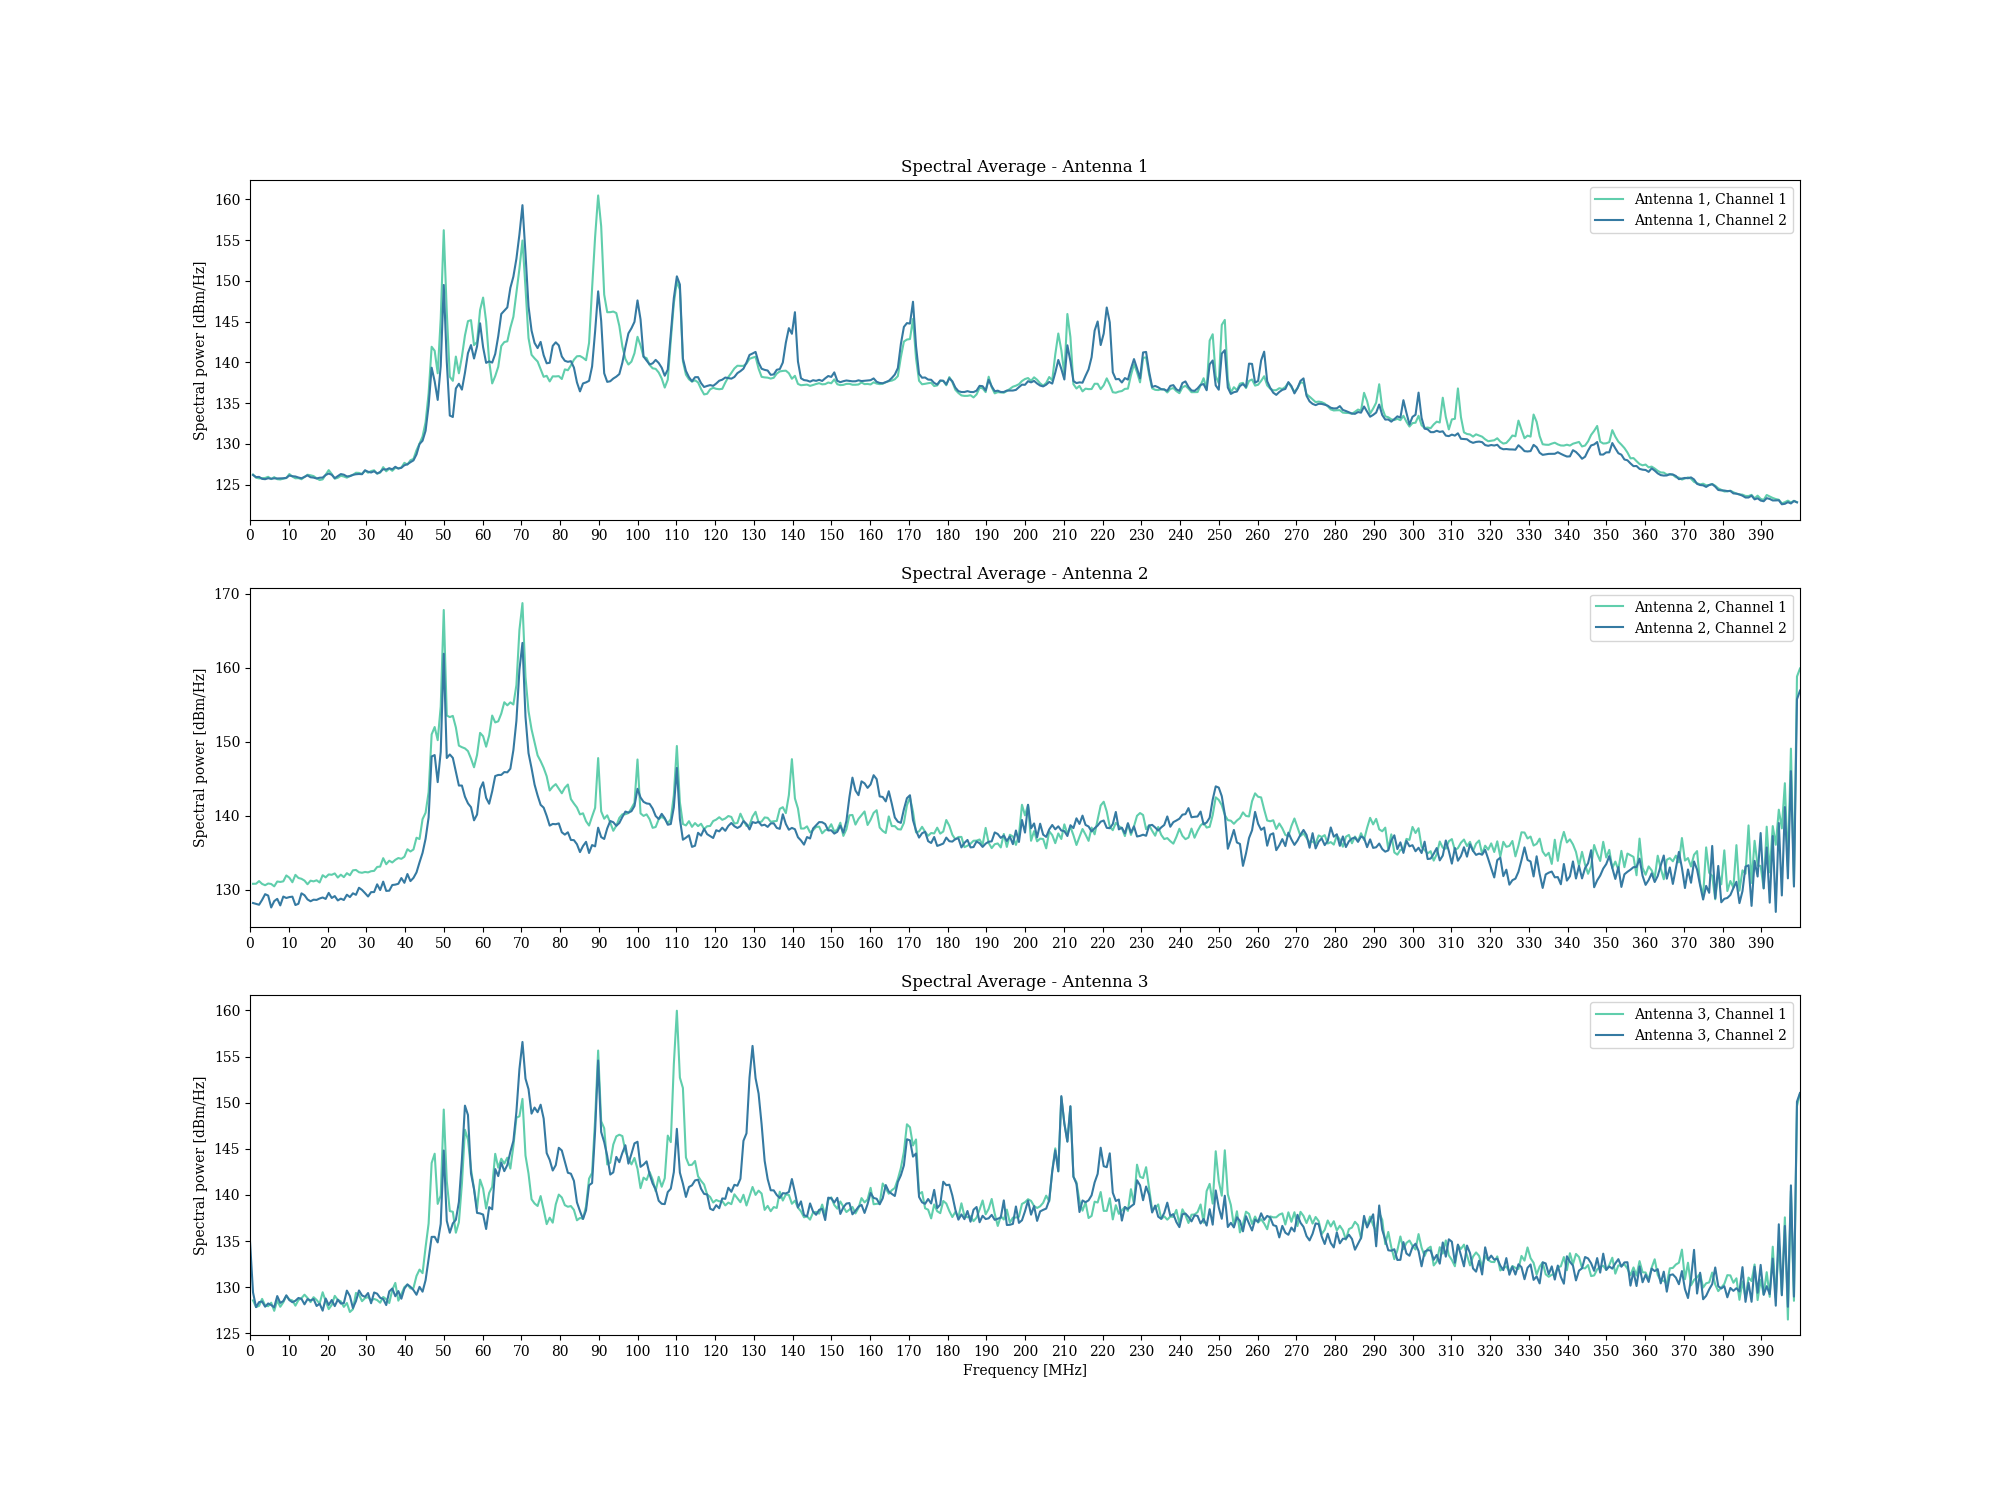 Spectral Average - Antenna 1
Spectral power [dBm/Hz]
160
155
150
145
140
135
130
125
Antenna 1, Channel 1
Antenna 1, Channel 2
0 10 20 30 40 50 60 70 80 90 100 110 120 130 140 150 160 170 180 190 200 210 220 230 240 250 260 270 280 290 300 310 320 330 340 350 360 370 380 390
Spectral Average - Antenna 2
Spectral power [dBm/Hz]
170
160
150
140
130
Antenna 2, Channel 1
Antenna 2, Channel 2
0 10 20 30 40 50 60 70 80 90 100 110 120 130 140 150 160 170 180 190 200 210 220 230 240 250 260 270 280 290 300 310 320 330 340 350 360 370 380 390
Spectral Average - Antenna 3
Spectral power [dBm/Hz]
160
155
150
145
140
135
130
125
Antenna 3, Channel 1
Antenna 3, Channel 2
0 10 20 30 40 50 60 70 80 90 100 110 120 130 140 150 160 170 180 190 200 210 220 230 240 250 260 270 280 290 300 310 320 330 340 350 360 370 380 390
Frequency [MHz]